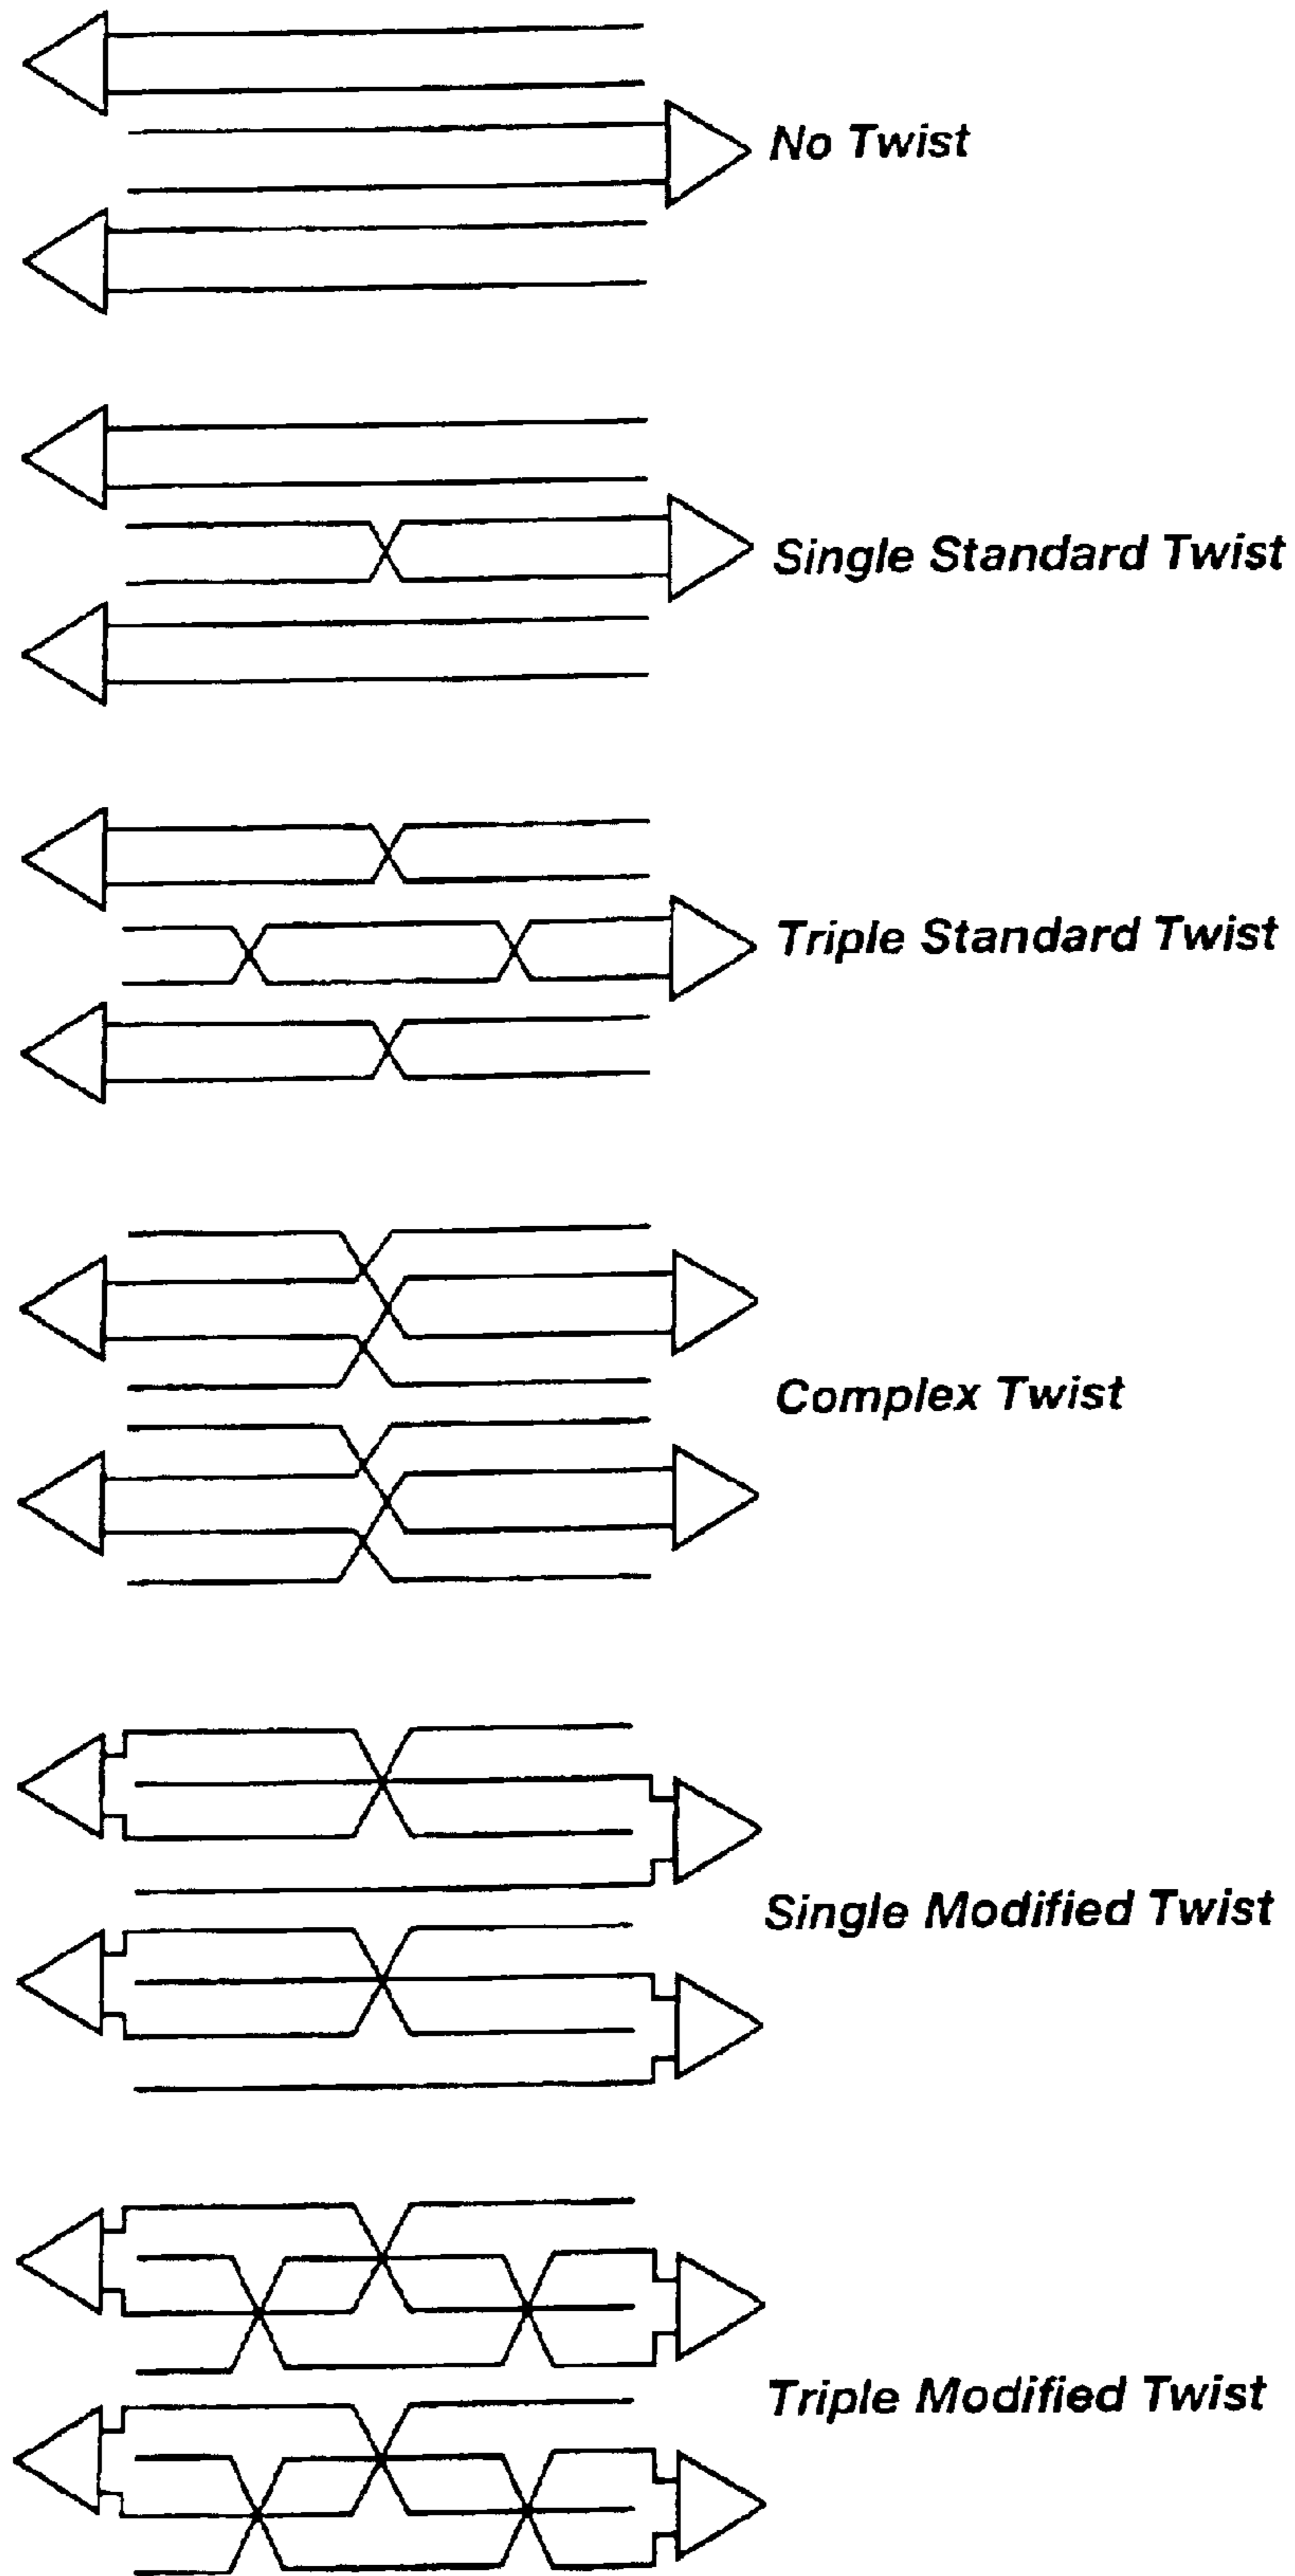 No Twist
Single Standard Twist
Triple Standard Twist
Complex Twist
Single Modified Twist
Triple Modified Twist